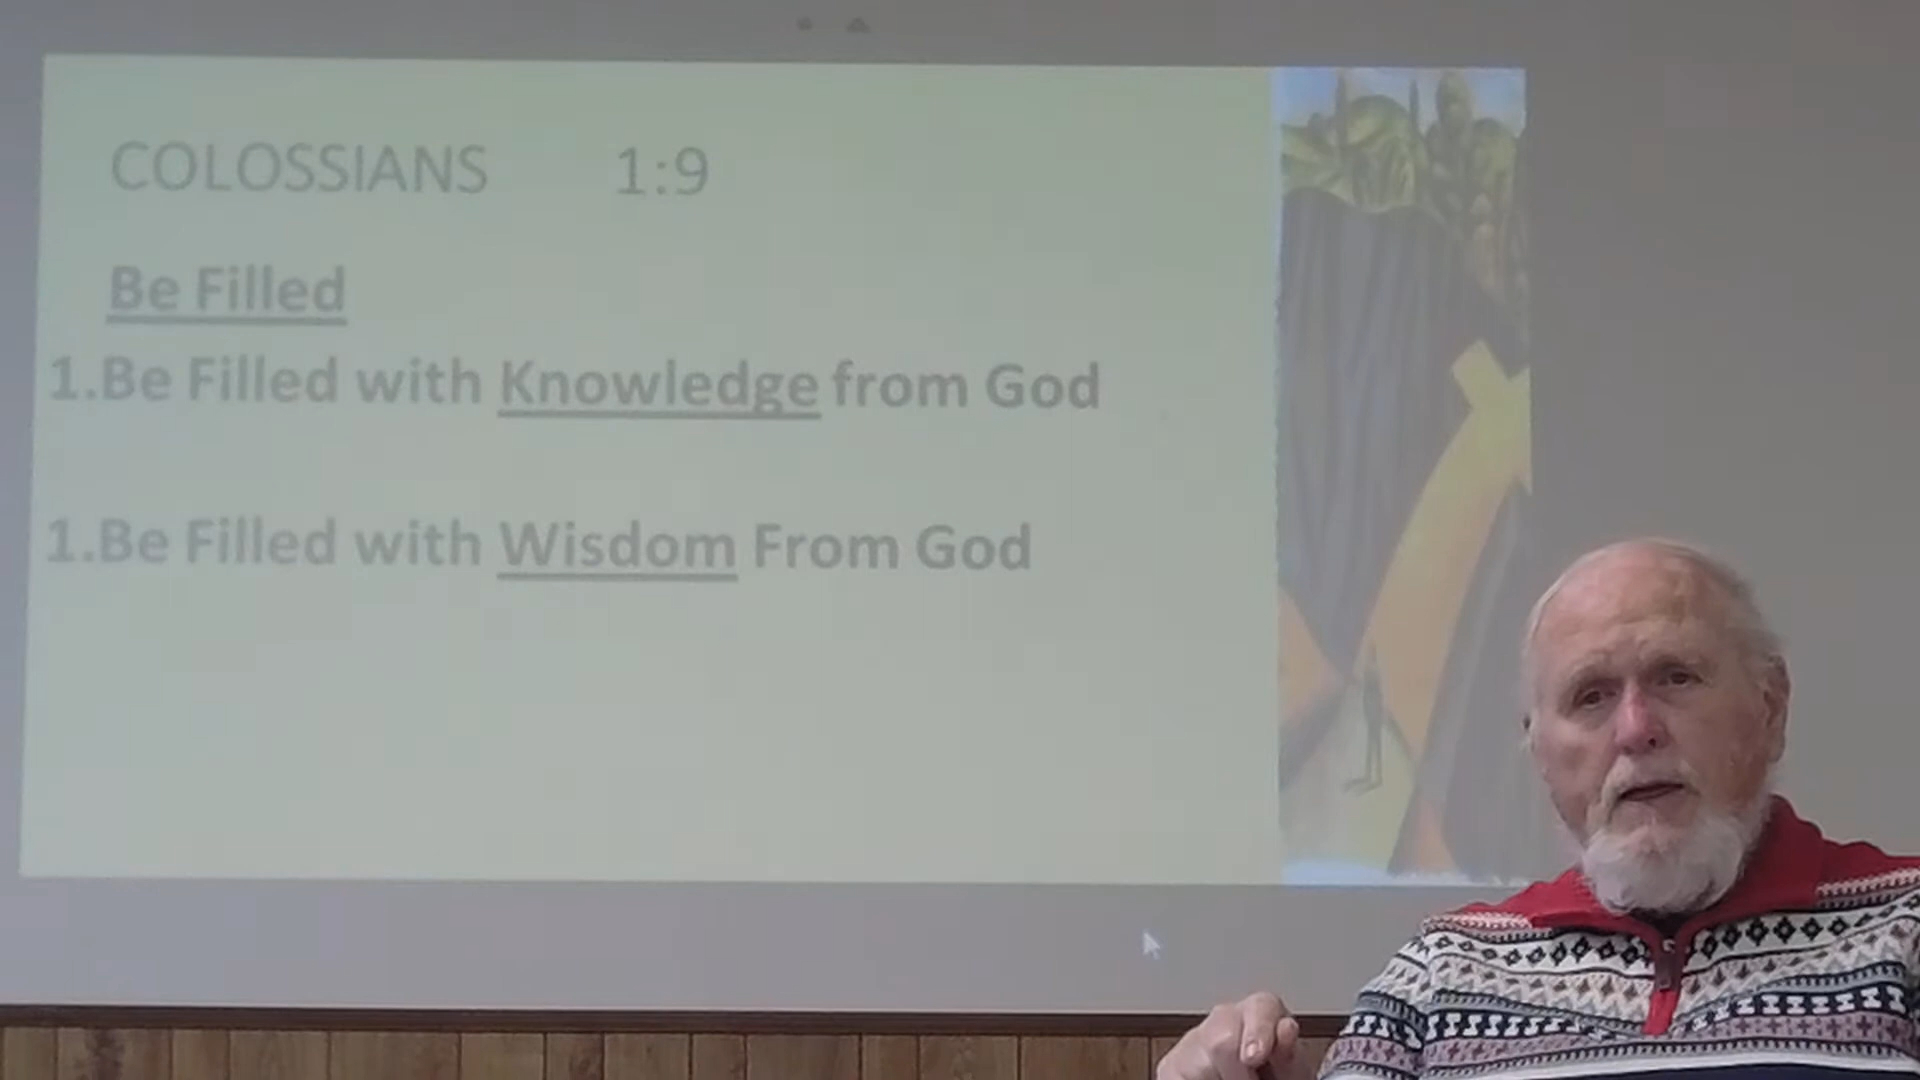 COLOSSIANS 1:9
Be Filled
1.Be Filled with Knowledge from God
1.Be Filled with Wisdom From God